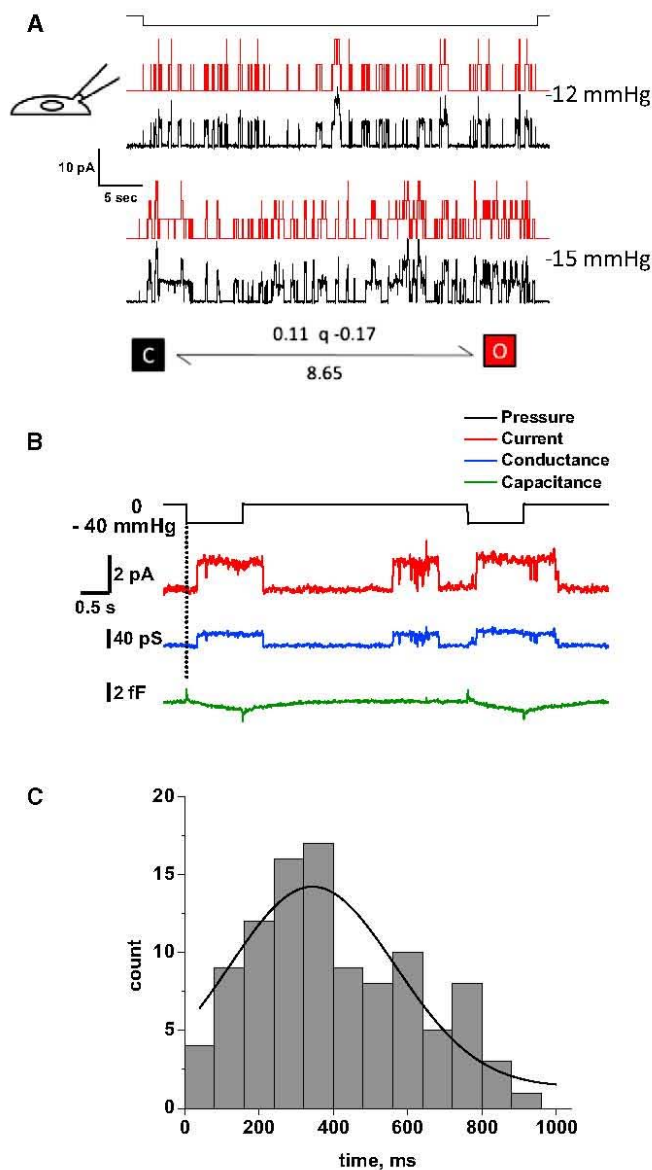 A
-12 mmHg
10 pA
5 sec
-15 mmHg
0.11 q -0.17
C
O
8.65
B
Pressure
Current
Conductance
Capacitance
0
- 40 mmHg
2 pA
0.5 s
40 pS
2 fF
C
20
15
10
5
0
count
0 200 400 600 800 1000
time, ms